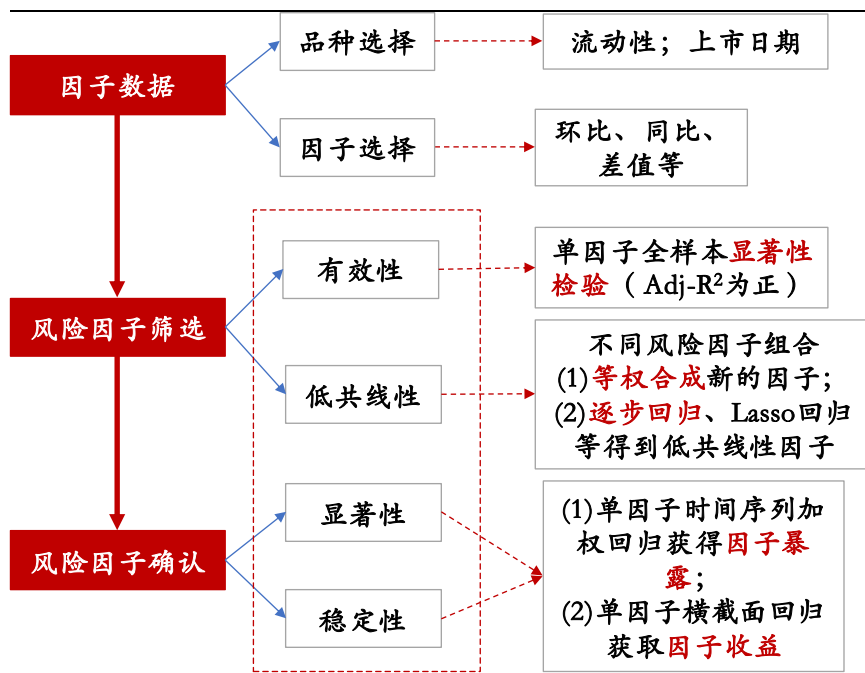 因子数据
品种选择
流动性；上市日期
因子选择
环比、同比、
差值等
风险因子筛选
有效性
单因子全样本显著性
检验（Adj-R²为正）
低共线性
不同风险因子组合
(1)等权合成新的因子；
(2)逐步回归、Lasso回归
等得到低共线性因子
风险因子确认
显著性
稳定性
(1)单因子时间序列加
权回归获得因子暴
露；
(2)单因子横截面回归
获取因子收益